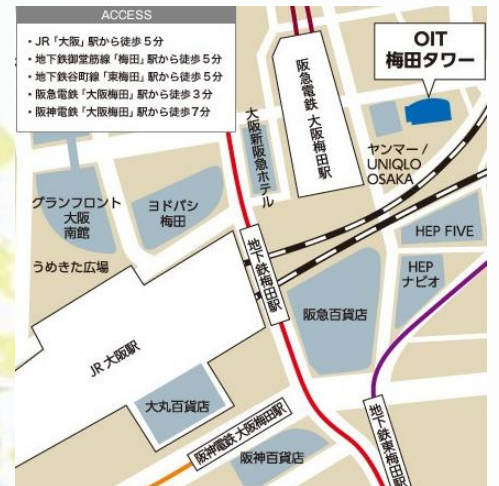 ACCESS
・JR「大阪」駅から徒歩5分
・地下鉄御堂筋線「梅田」駅から徒歩5分
・地下鉄谷町線「東梅田」駅から徒歩5分
・阪急電鉄「大阪梅田」駅から徒歩3分
・阪神電鉄「大阪梅田」駅から徒歩7分
OIT
梅田タワー
阪急電鉄 大阪梅田駅
大阪新阪急ホテル
ヤンマー /
UNIQLO
OSAKA
グランフロント
大阪
南館
ヨドバシ
梅田
うめきた広場
地下鉄梅田駅
HEP FIVE
HEP
ナビオ
阪急百貨店
JR 大阪駅
大丸百貨店
阪神電鉄 大阪梅田駅
阪神百貨店
地下鉄東梅田駅